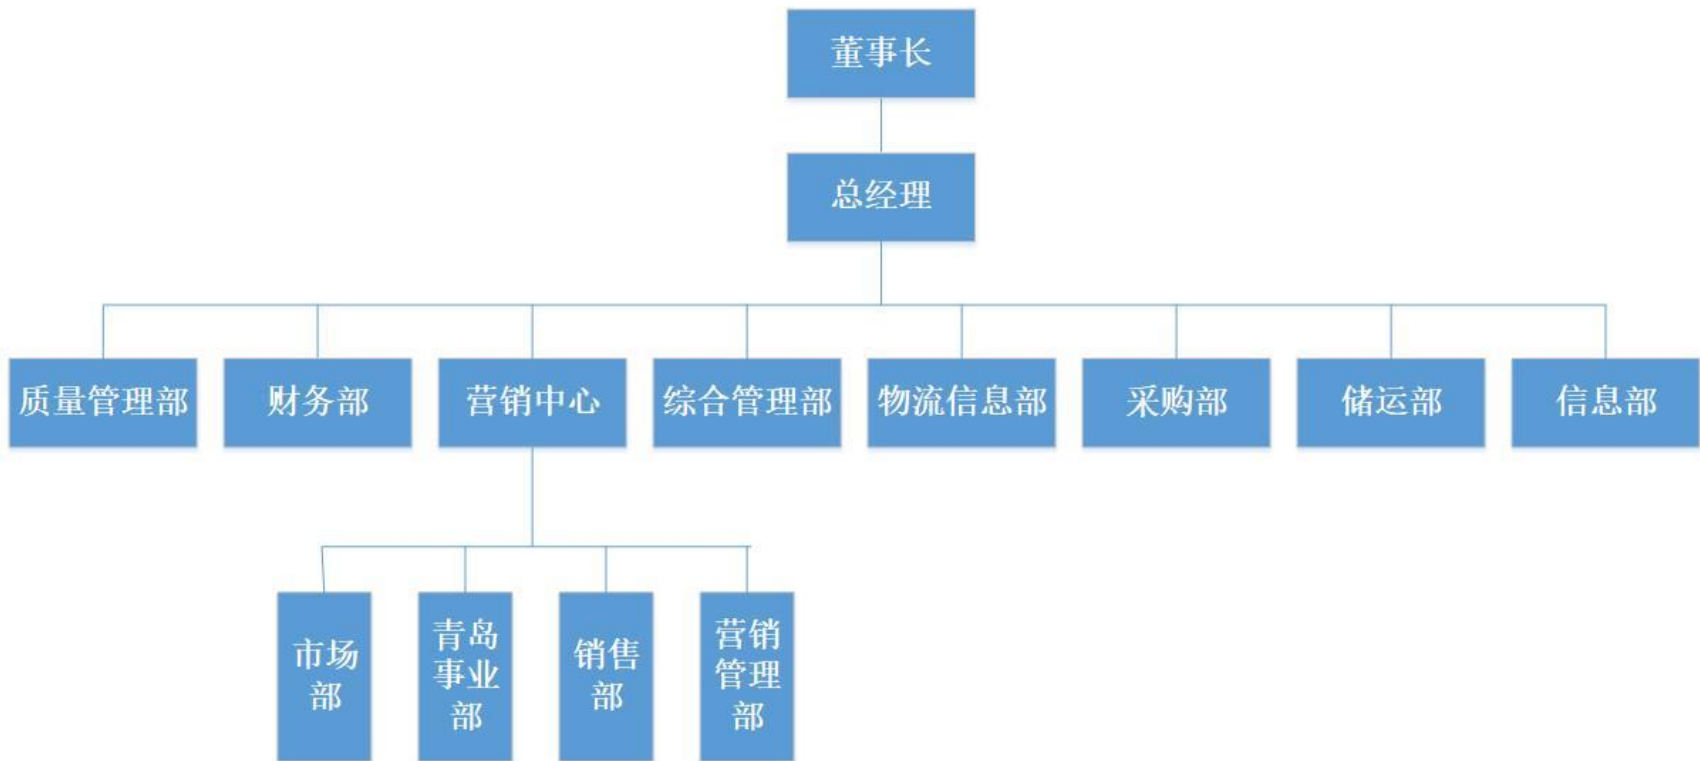 董事长
总经理
质量管理部
财务部
营销中心
综合管理部
物流信息部
采购部
储运部
信息部
市场
部
青岛
事业
部
销售
部
营销
管理
部